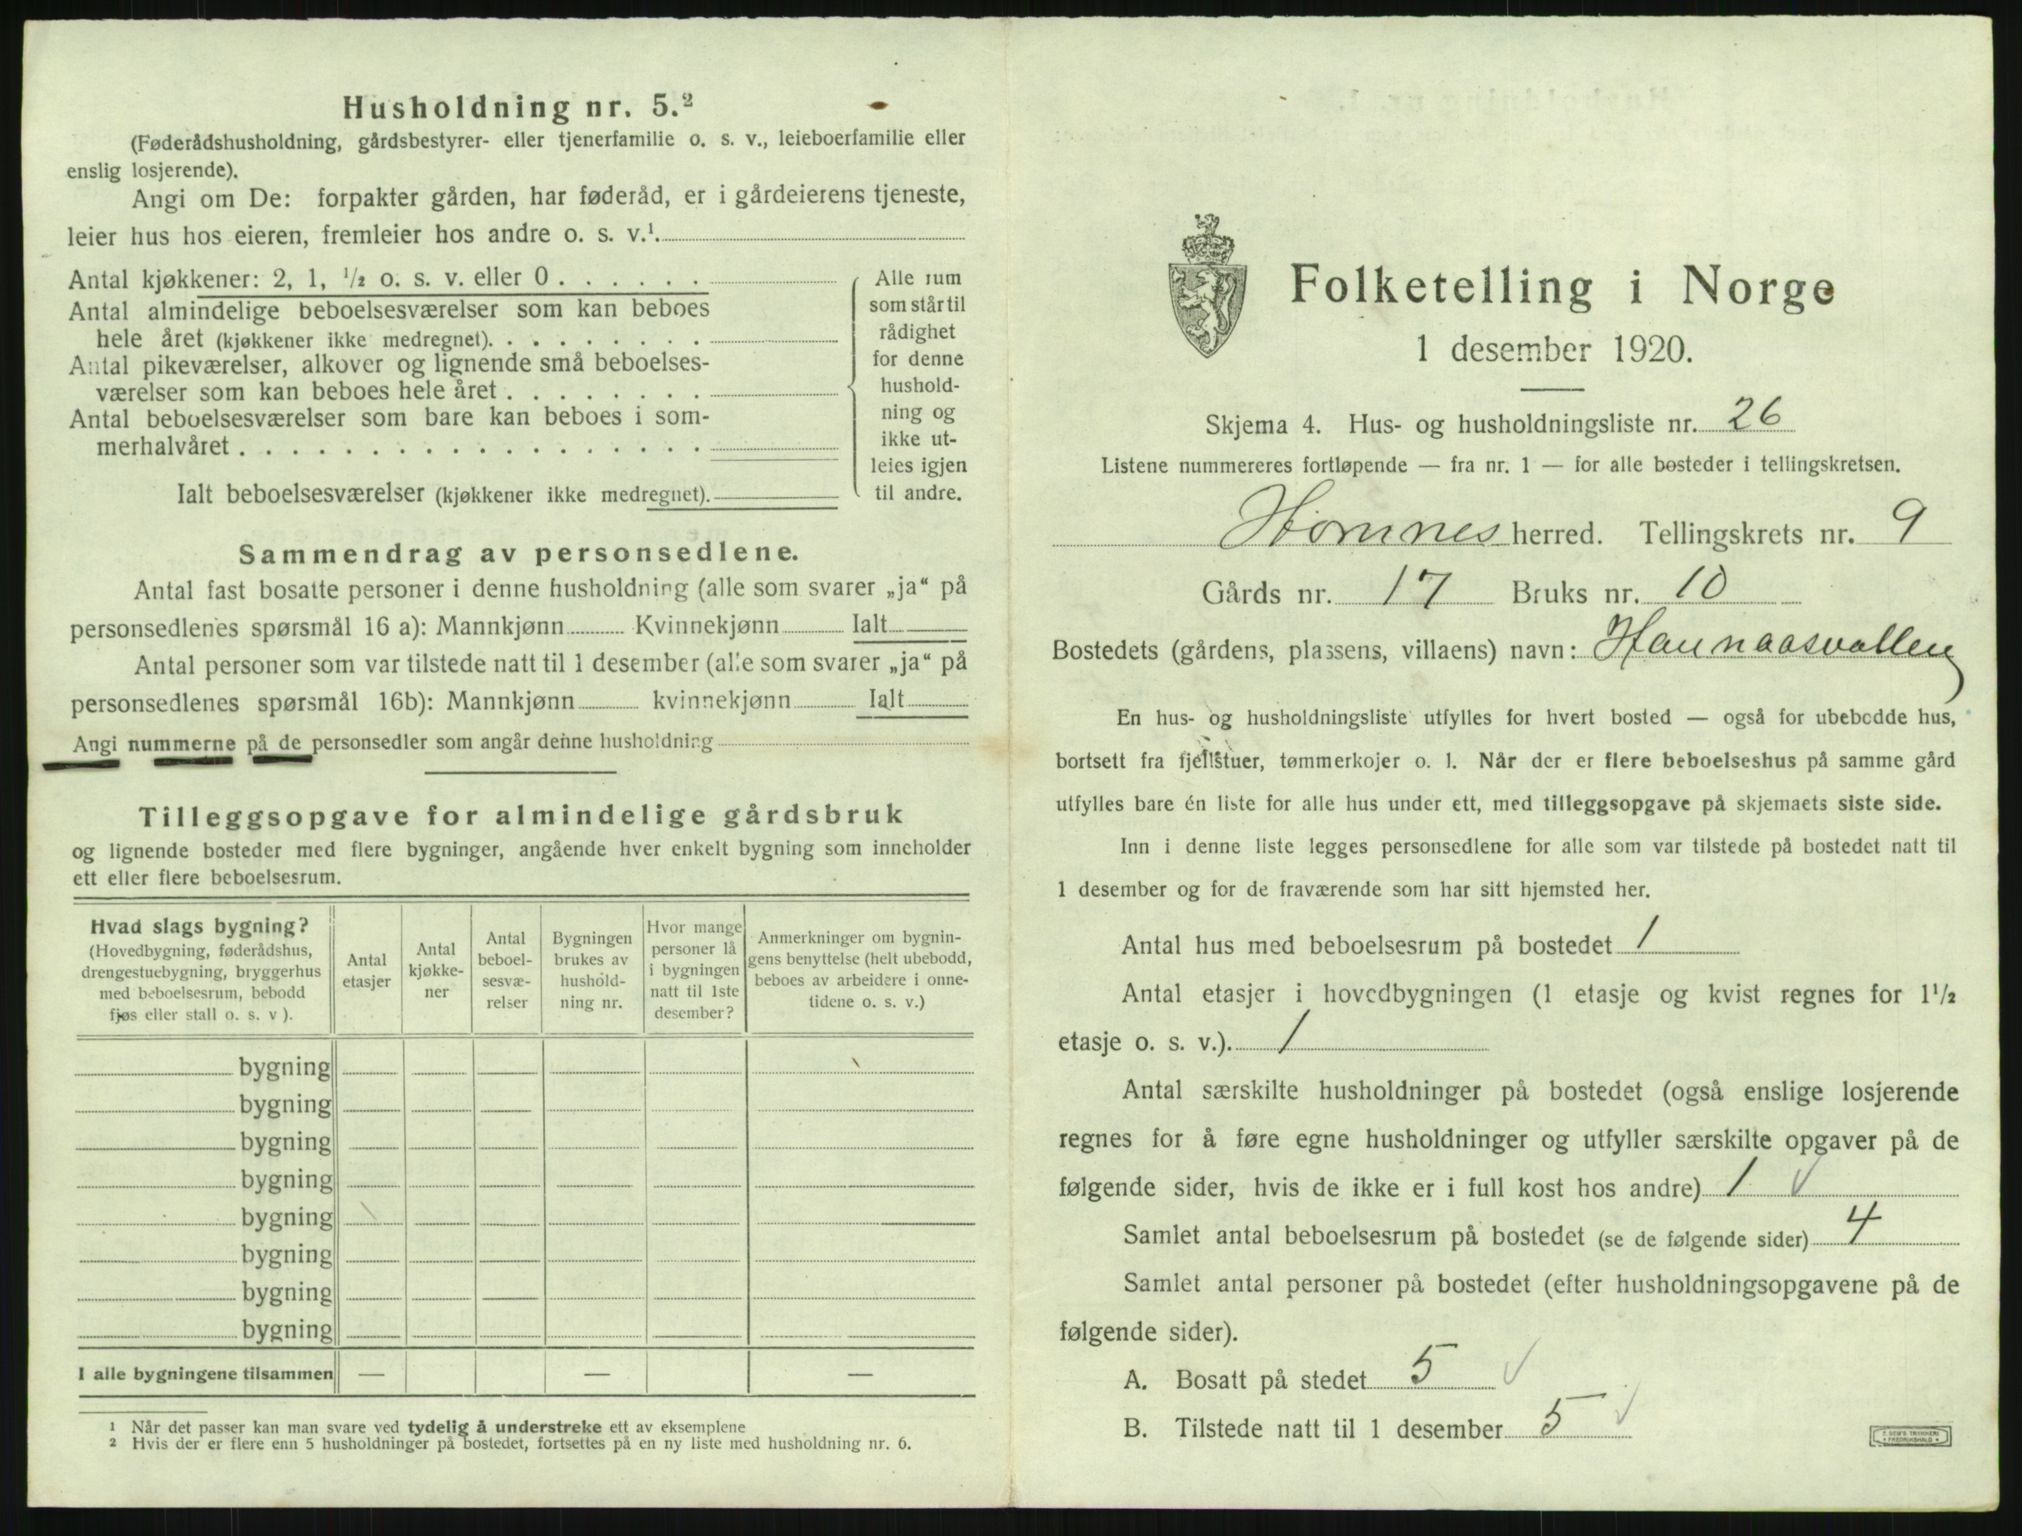 Husholdning nr. 5.²
(Føderådshusholdning, gårdsbestyrer- eller tjenerfamilie o. s. v., leieboerfamilie eller
enslig losjerende).
Angi om De: forpakter gården, har føderåd, er i gårdeierens tjeneste,
leier hus hos eieren, fremleier hos andre o. s. v.¹.
Antal kjøkkener: 2, 1, ½ o. s. v. eller 0 . . . . . .
Antal almindelige beboelsesværelser som kan beboes
hele året (kjøkkener ikke medregnet). . . . . . . . .
Antal pikeværelser, alkover og lignende små beboelses-
værelser som kan beboes hele året . . . . . . . .
Antal beboelsesværelser som bare kan beboes i som-
merhalvåret . . . . . . . . . . . . . . . . . .
Ialt beboelsesværelser (kjøkkener ikke medregnet).
Alle rum
som står til
rådighet
for denne
hushold-
ning og
ikke ut-
leies igjen
til andre.
Sammendrag av personsedlene.
Antal fast bosatte personer i denne husholdning (alle som svarer „ja“ på
personsedlenes spørsmål 16 a): Mannkjønn Kvinnekjønn Ialt
Antal personer som var tilstede natt til 1 desember (alle som svarer „ja“ på
personsedlenes spørsmål 16b): Mannkjønn kvinnekjønn Ialt
Angi nummerne på de personsedler som angår denne husholdning
Tilleggsopgave for almindelige gårdsbruk
og lignende bosteder med flere bygninger, angående hver enkelt bygning som inneholder
ett eller flere beboelsesrum.
Hvad slags bygning?
(Hovedbygning, føderådshus,
drengestuebygning, bryggerhus
med beboelsesrum, bebodd
fjøs eller stall o. s. v ).
Antal
etasjer
Antal
kjøkke-
ner
Antal
beboel-
sesvæ-
relser
Bygningen
brukes av
hushold-
ning nr.
Hvor mange
personer lå
i bygningen
natt til 1ste
desember?
Anmerkninger om bygnin-
gens benyttelse (helt ubebodd,
beboes av arbeidere i onne-
tidene o. s. v.)
bygning
bygning
bygning
bygning
bygning
bygning
bygning
bygning
I alle bygningene tilsammen — — —
¹ Når det passer kan man svare ved tydelig å understreke ett av eksemplene
² Hvis der er flere enn 5 husholdninger på bostedet, fortsettes på en ny liste med husholdning nr. 6.
Folketelling i Norge
1 desember 1920.
Skjema 4. Hus- og husholdningsliste nr. 26
Listene nummereres fortløpende — fra nr. 1 — for alle bosteder i tellingskretsen.
Hornnes herred. Tellingskrets nr. 9
Gårds nr. 17 Bruks nr. 10
Bostedets (gårdens, plassens, villaens) navn: Haunaasvollen
En hus- og husholdningsliste utfylles for hvert bosted — også for ubebodde hus,
bortsett fra fjellstuer, tømmerkojer o. l. Når der er flere beboelseshus på samme gård
utfylles bare én liste for alle hus under ett, med tilleggsopgave på skjemaets siste side.
Inn i denne liste legges personsedlene for alle som var tilstede på bostedet natt til
1 desember og for de fraværende som har sitt hjemsted her.
Antal hus med beboelsesrum på bostedet 1
Antal etasjer i hovedbygningen (1 etasje og kvist regnes for 1½
etasje o. s. v.). 1
Antal særskilte husholdninger på bostedet (også enslige losjerende
regnes for å føre egne husholdninger og utfyller særskilte opgaver på de
følgende sider, hvis de ikke er i full kost hos andre) 1 √
Samlet antal beboelsesrum på bostedet (se de følgende sider) 4
Samlet antal personer på bostedet (efter husholdningsopgavene på de
følgende sider).
A. Bosatt på stedet 5 √
B. Tilstede natt til 1 desember 5 √